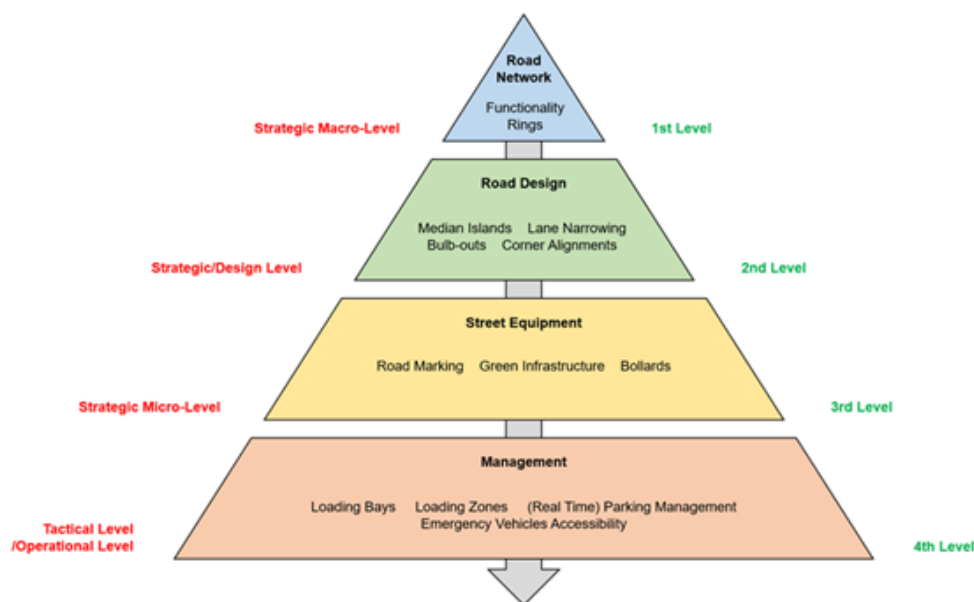 Road
Network
Functionality
Rings
Strategic Macro-Level
1st Level
Road Design
Median Islands Lane Narrowing
Bulb-outs Corner Alignments
Strategic/Design Level
2nd Level
Street Equipment
Road Marking Green Infrastructure Bollards
Strategic Micro-Level
3rd Level
Management
Loading Bays Loading Zones (Real Time) Parking Management
Emergency Vehicles Accessibility
Tactical Level
/Operational Level
4th Level